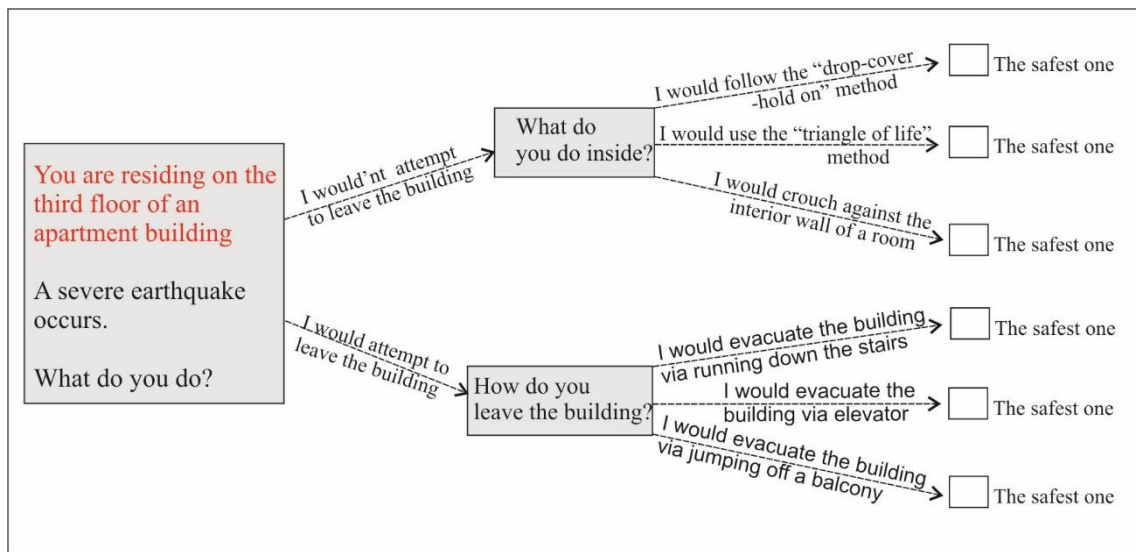 You are residing on the
third floor of an
apartment building
A severe earthquake
occurs.
What do you do?
I would'nt attempt
to leave the building
What do
you do inside?
I would follow the “drop-cover
-hold on” method
The safest one
I would use the “triangle of life”
method
The safest one
I would crouch against the
interior wall of a room
The safest one
I would attempt to
leave the building
How do you
leave the building?
I would evacuate the building
via running down the stairs
The safest one
I would evacuate the
building via elevator
The safest one
I would evacuate the building
via jumping off a balcony
The safest one